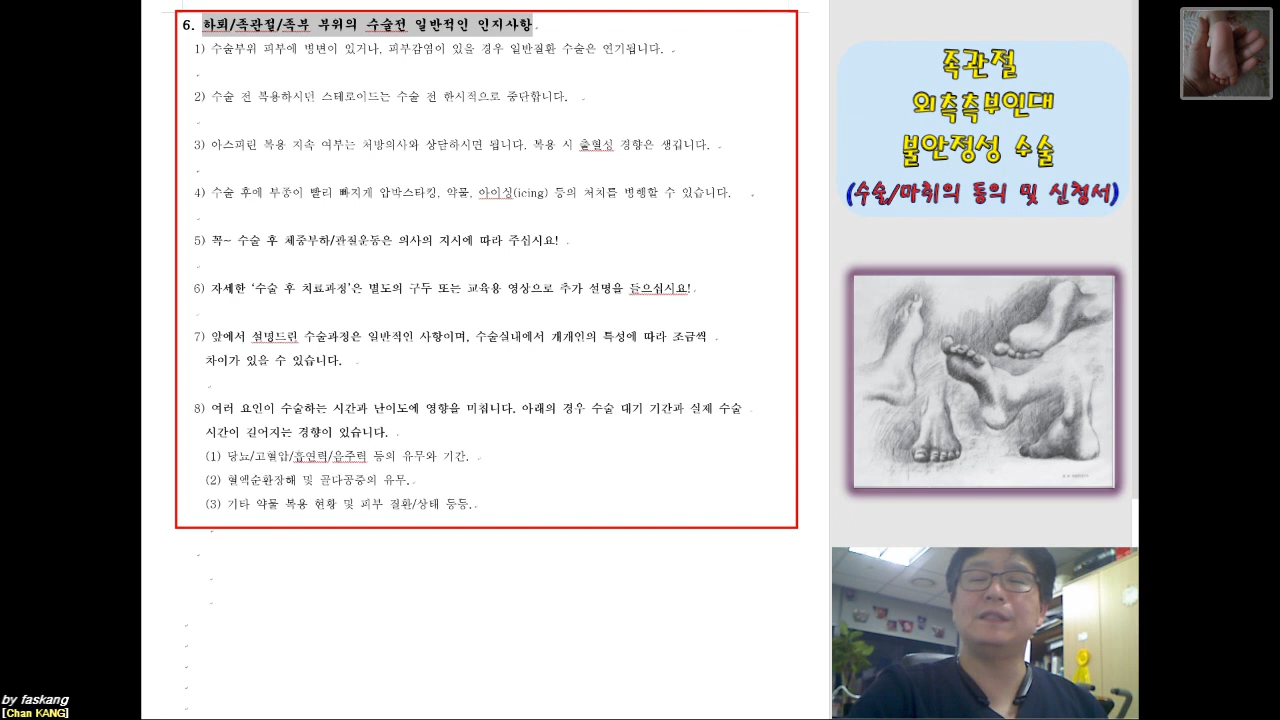 6. 하퇴/족관절/족부 부위의 수술전 일반적인 인지사항
1) 수술부위 피부에 병변이 있거나, 피부감염이 있을 경우 일반질환 수술은 연기됩니다.
2) 수술 전 복용하시던 스테로이드는 수술 전 한시적으로 중단합니다.
3) 아스피린 복용 지속 여부는 처방의사와 상담하시면 됩니다. 복용 시 출혈성 경향은 생깁니다.
4) 수술 후에 부종이 빨리 빠지게 압박스타킹, 약물, 아이싱(icing) 등의 처치를 병행할 수 있습니다.
5) 꼭~ 수술 후 체중부하/관절운동은 의사의 지시에 따라 주십시요!
6) 자세한 '수술 후 치료과정'은 별도의 구두 또는 교육용 영상으로 추가 설명을 들으십시요!
7) 앞에서 설명드린 수술과정은 일반적인 사항이며, 수술실내에서 개개인의 특성에 따라 조금씩
차이가 있을 수 있습니다.
8) 여러 요인이 수술하는 시간과 난이도에 영향을 미칩니다. 아래의 경우 수술 대기 기간과 실제 수술
시간이 길어지는 경향이 있습니다.
(1) 당뇨/고혈압/흡연력/음주력 등의 유무와 기간.
(2) 혈액순환장해 및 골다공증의 유무.
(3) 기타 약물 복용 현황 및 피부 질환/상태 등등.
족관절
외측측부인대
불안정성 수술
(수술/마취의 동의 및 신청서)
by faskang
[Chan KANG]